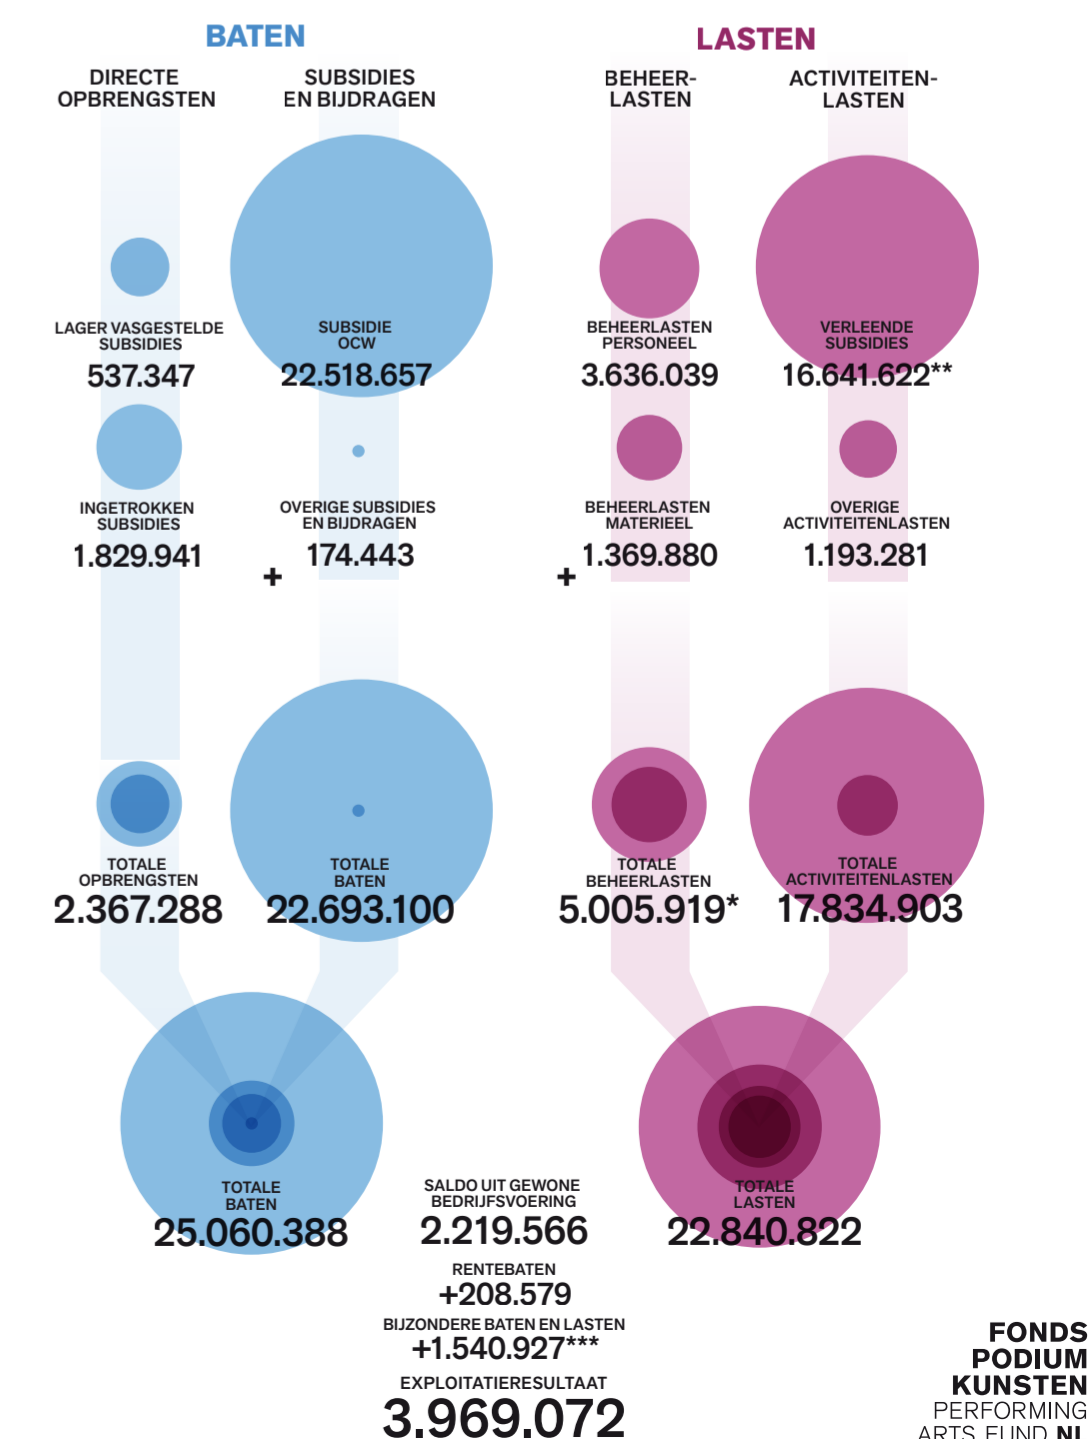 BATEN
LASTEN
DIRECTE
OPBRENGSTEN
SUBSIDIES
EN BIJDRAGEN
BEHEER-
LASTEN
ACTIVITEITEN-
LASTEN
LAGER VASGESTELDE
SUBSIDIES
537.347
SUBSIDIE
OCW
22.518.657
BEHEERLASTEN
PERSONEEL
3.636.039
VERLEENDE
SUBSIDIES
16.641.622**
INGETROKKEN
SUBSIDIES
1.829.941
OVERIGE SUBSIDIES
EN BIJDRAGEN
174.443
+
BEHEERLASTEN
MATERIEEL
1.369.880
+
OVERIGE
ACTIVITEITENLASTEN
1.193.281
TOTALE
OPBRENGSTEN
2.367.288
TOTALE
BATEN
22.693.100
TOTALE
BEHEERLASTEN
5.005.919*
TOTALE
ACTIVITEITENLASTEN
17.834.903
TOTALE
BATEN
25.060.388
SALDO UIT GEWONE
BEDRIJFSVOERING
2.219.566
TOTALE
LASTEN
22.840.822
RENTEBATEN
+208.579
BIJZONDERE BATEN EN LASTEN
+1.540.927***
EXPLOITATIERESULTAAT
3.969.072
FONDS
PODIUM
KUNSTEN
PERFORMING
ARTS FUND NL